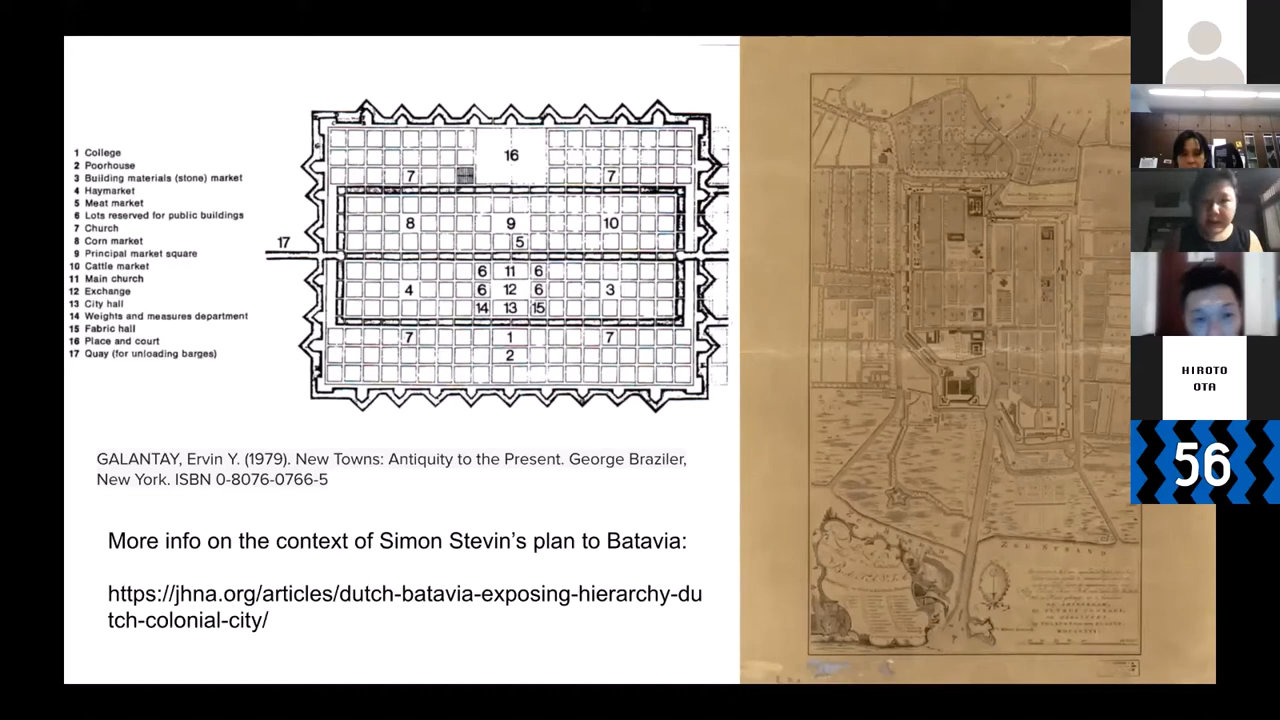 1 College
2 Poorhouse
3 Building materials (stone) market
4 Haymarket
5 Meat market
6 Lots reserved for public buildings
7 Church
8 Corn market
9 Principal market square
10 Cattle market
11 Main church
12 Exchange
13 City hall
14 Weights and measures department
15 Fabric hall
16 Place and court
17 Quay (for unloading barges)
16
7 7
8 9 10
5
17
6 11 6
4 6 12 6 3
14 13 15
7 1 7
2
GALANTAY, Ervin Y. (1979). New Towns: Antiquity to the Present. George Braziler,
New York. ISBN 0-8076-0766-5
More info on the context of Simon Stevin's plan to Batavia:
https://jhna.org/articles/dutch-batavia-exposing-hierarchy-du
tch-colonial-city/
ZEE STRAND
HIROTO
OTA
56